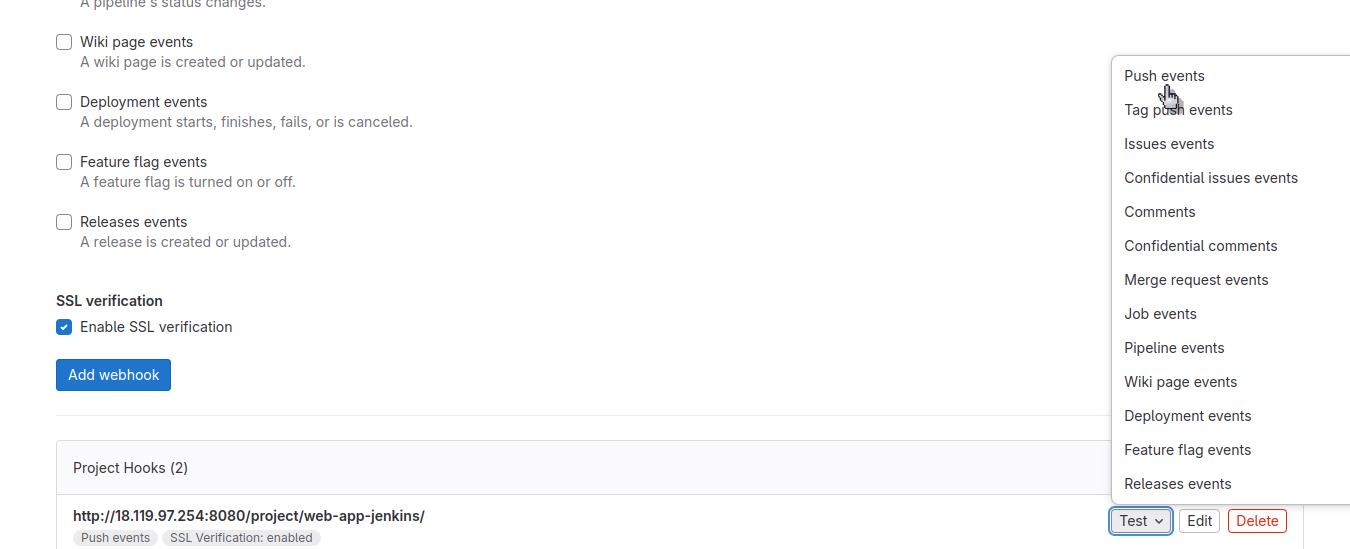 A pipeline's status changes.
Wiki page events
A wiki page is created or updated.
Deployment events
A deployment starts, finishes, fails, or is canceled.
Feature flag events
A feature flag is turned on or off.
Releases events
A release is created or updated.
SSL verification
Enable SSL verification
Add webhook
Project Hooks (2)
http://18.119.97.254:8080/project/web-app-jenkins/
Push events
SSL Verification: enabled
Push events
Tag push events
Issues events
Confidential issues events
Comments
Confidential comments
Merge request events
Job events
Pipeline events
Wiki page events
Deployment events
Feature flag events
Releases events
Test
Edit
Delete